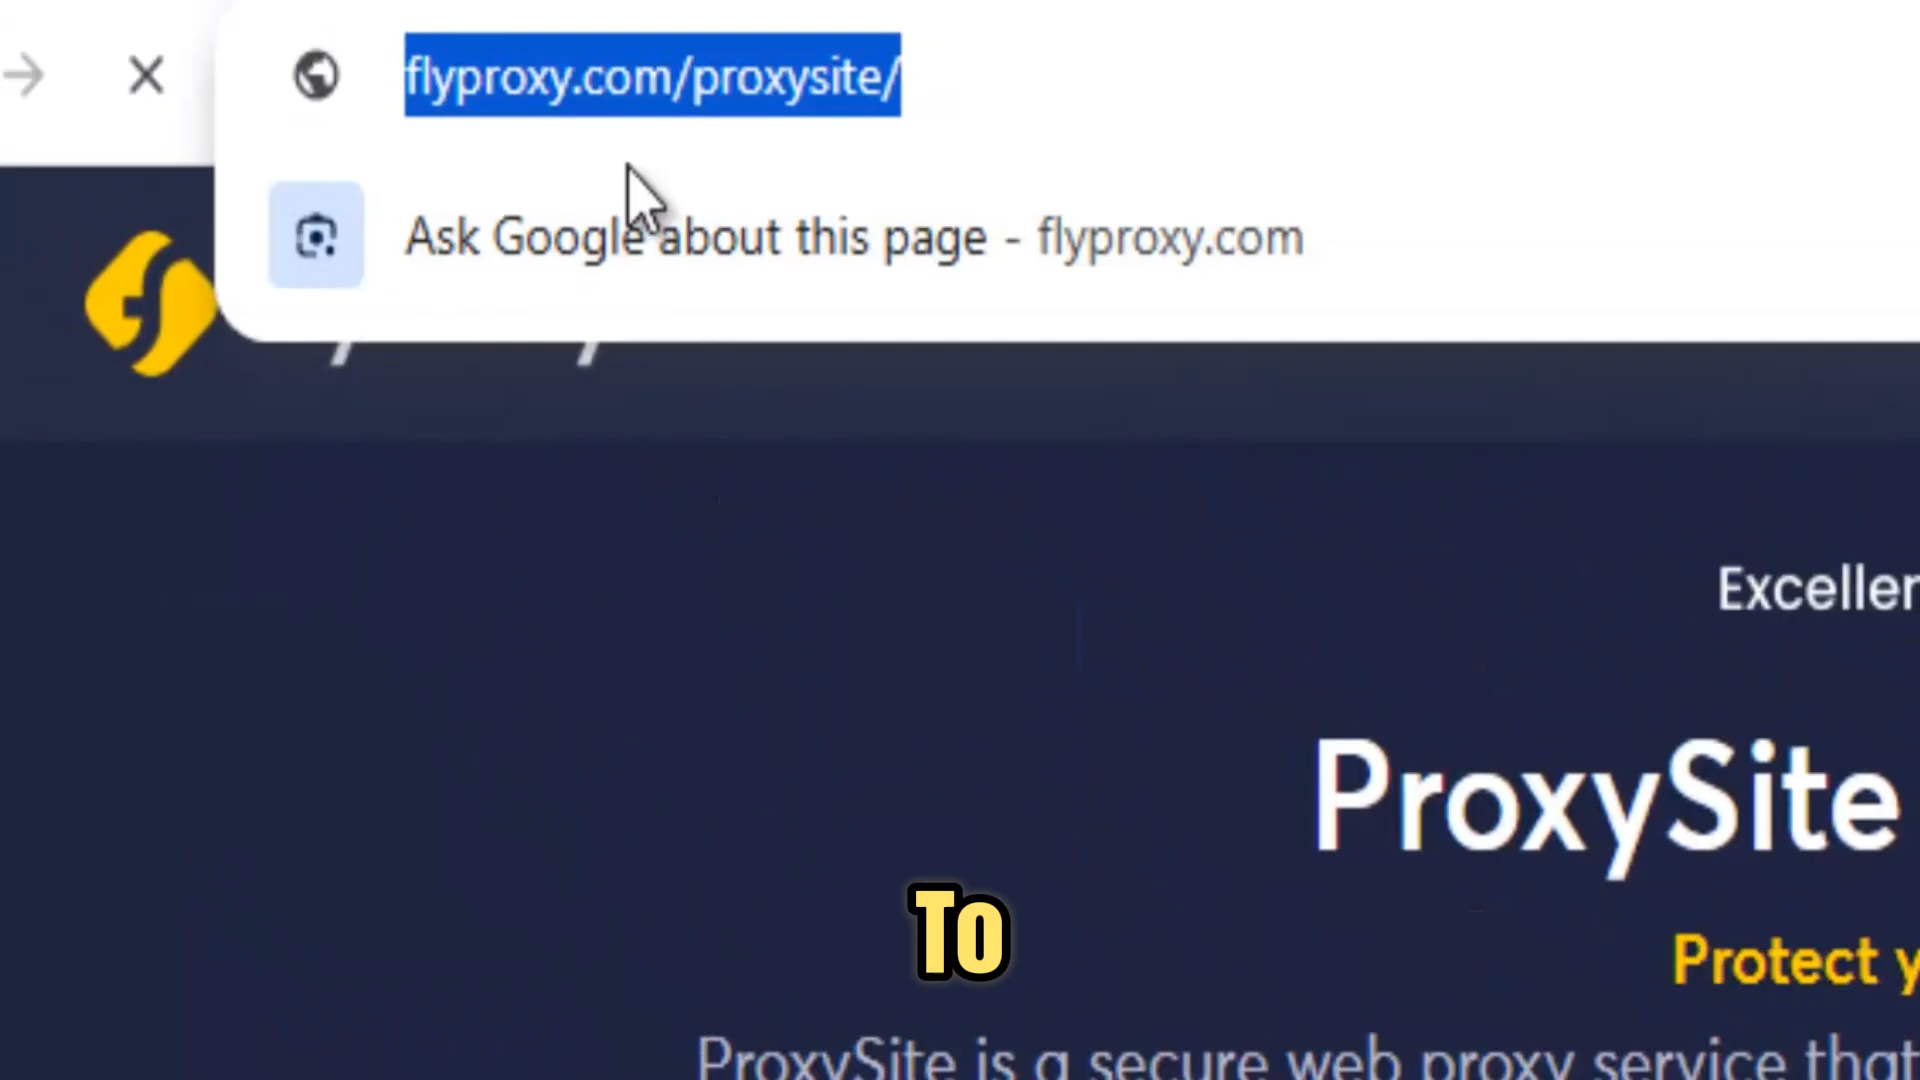 flyproxy.com/proxysite/
Ask Google about this page - flyproxy.com
ProxySite
To
Protect
ProxySite is a secure web proxy service that